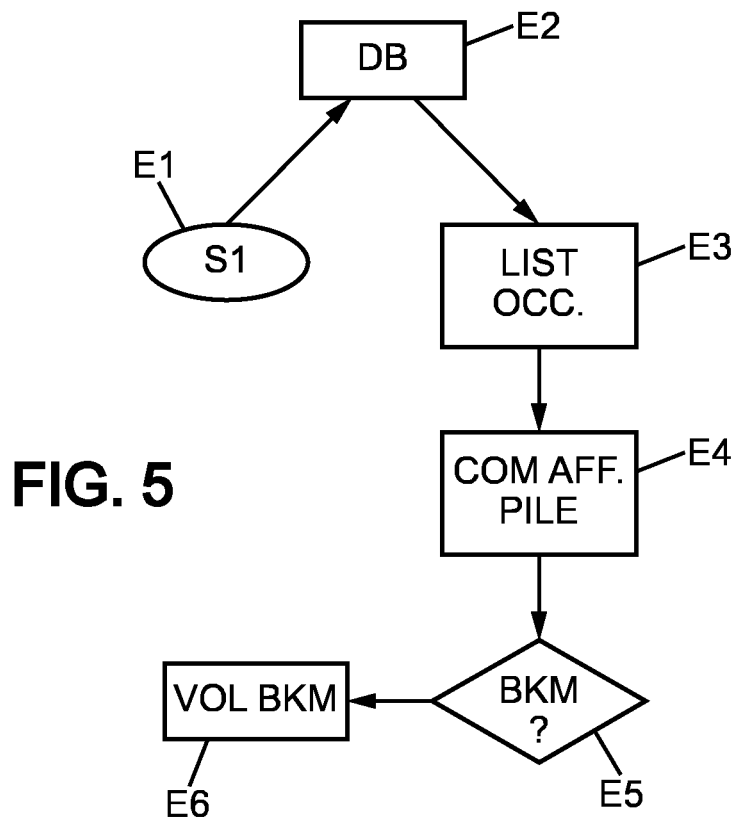 E2
DB
E1
S1
E3
LIST
OCC.
E4
COM AFF.
PILE
FIG. 5
BKM
?
VOL BKM
E5
E6